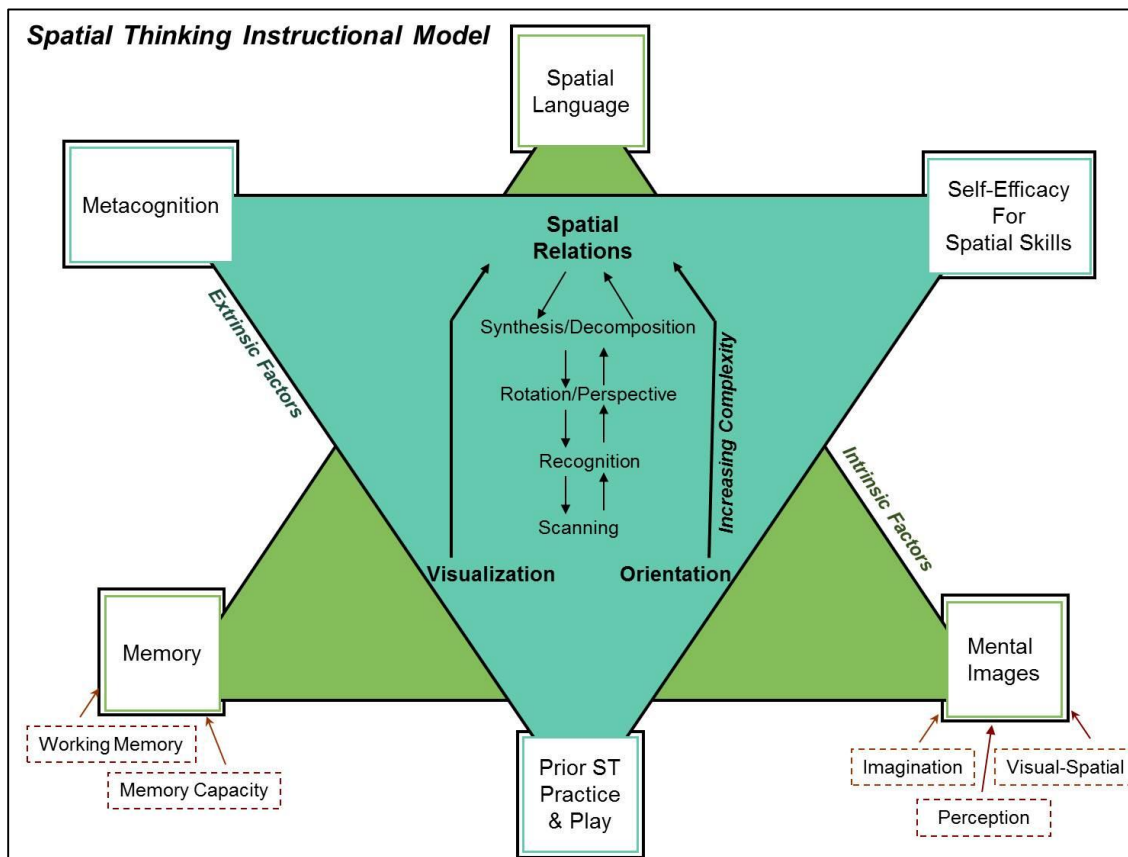 Spatial Thinking Instructional Model
Spatial
Language
Metacognition
Self-Efficacy
For
Spatial Skills
Spatial
Relations
Synthesis/Decomposition
Rotation/Perspective
Recognition
Scanning
Visualization
Orientation
Increasing Complexity
Extrinsic Factors
Intrinsic Factors
Memory
Working Memory
Memory Capacity
Mental
Images
Imagination
Visual-Spatial
Perception
Prior ST
Practice
& Play